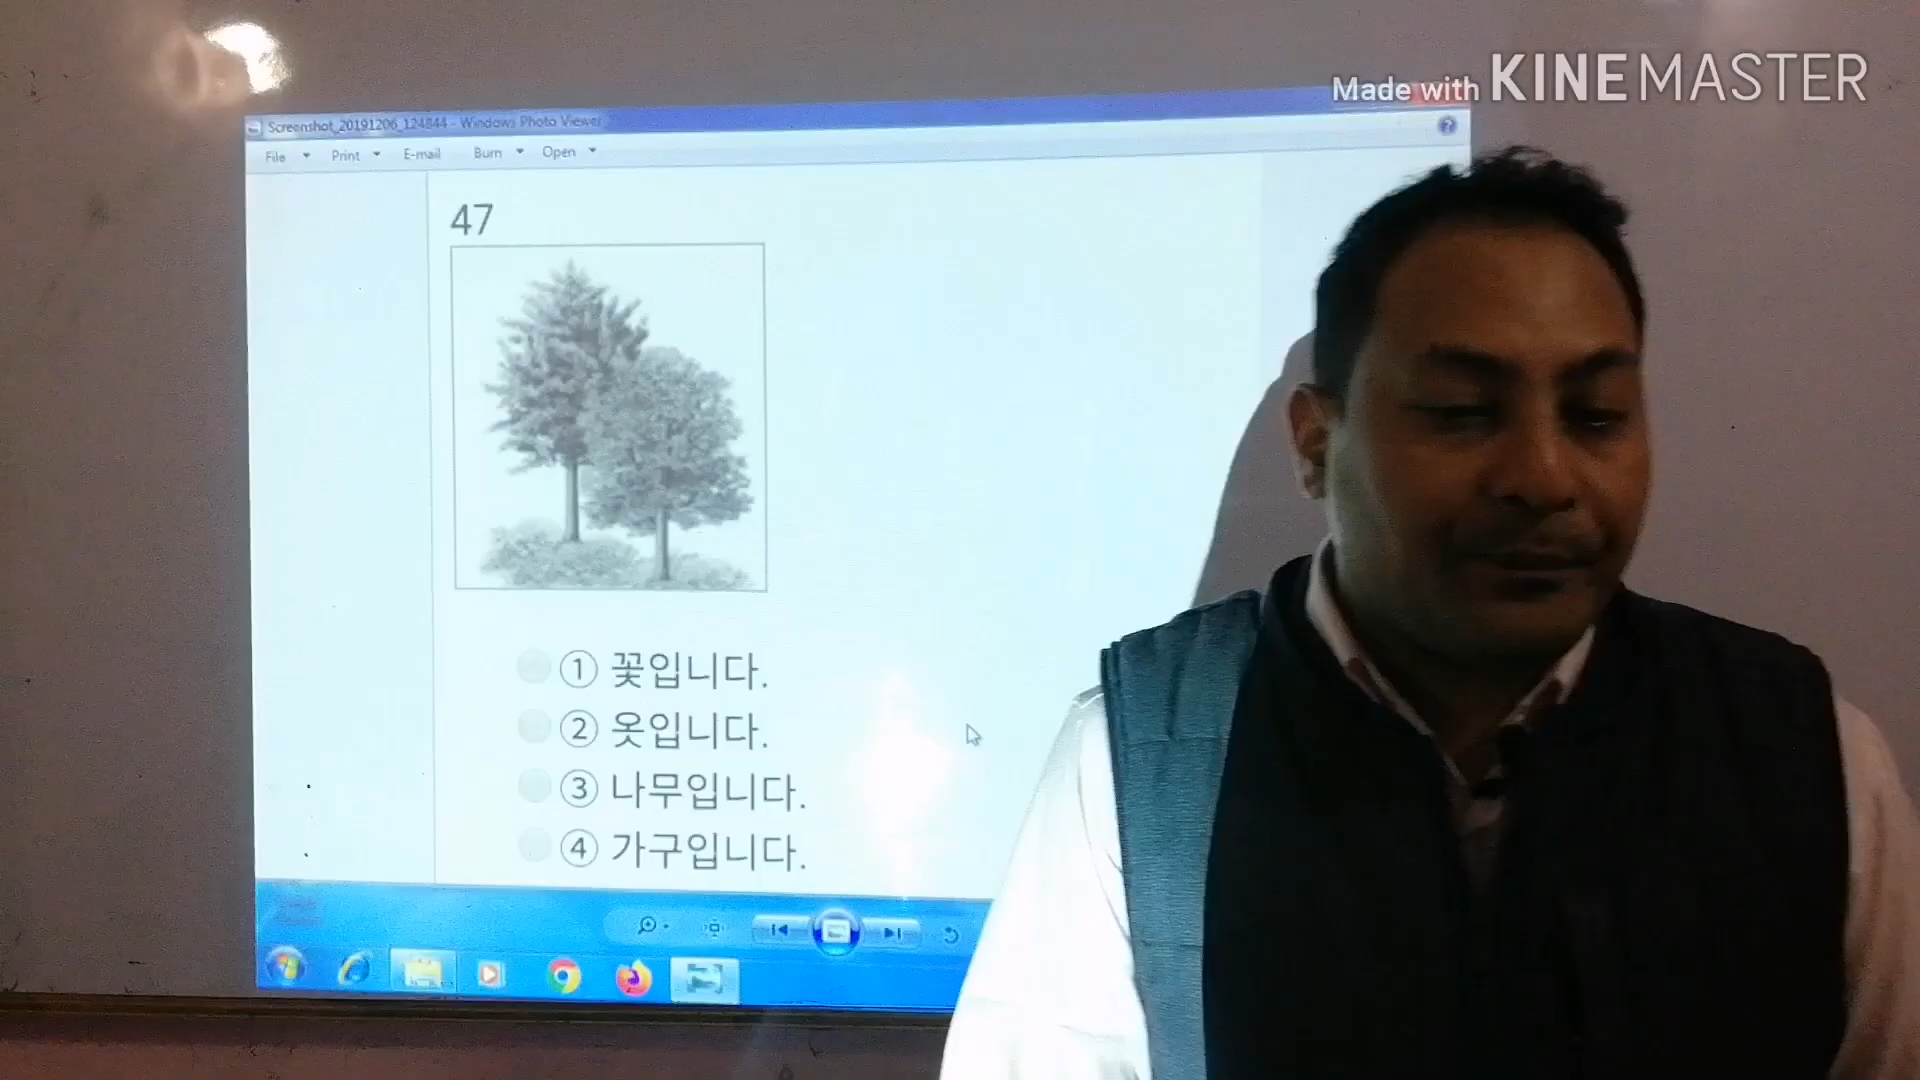 Made with KINEMASTER
Screenshot_20191206_124844 - Windows Photo Viewer
File Print E-mail Burn Open
47
① 꽃입니다.
② 옷입니다.
③ 나무입니다.
④ 가구입니다.